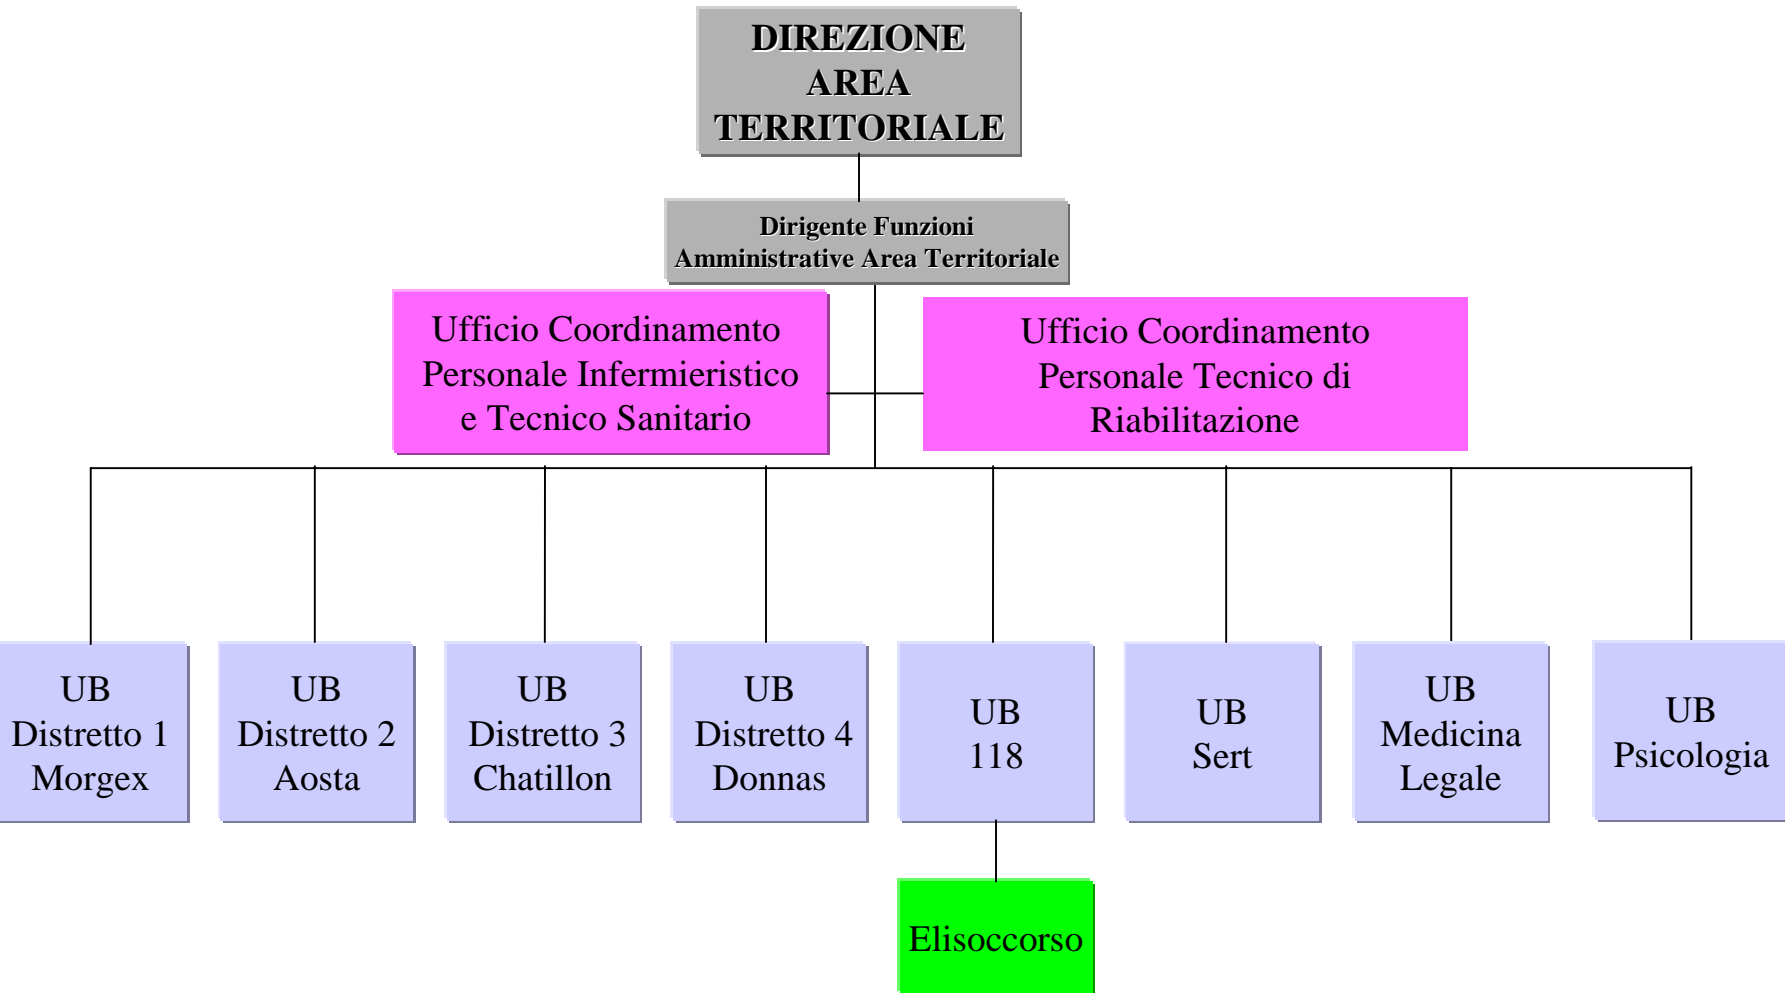 DIREZIONE
AREA
TERRITORIALE
Dirigente Funzioni
Amministrative Area Territoriale
Ufficio Coordinamento
Personale Infermieristico
e Tecnico Sanitario
Ufficio Coordinamento
Personale Tecnico di
Riabilitazione
UB
Distretto 1
Morgex
UB
Distretto 2
Aosta
UB
Distretto 3
Chatillon
UB
Distretto 4
Donnas
UB
118
UB
Sert
UB
Medicina
Legale
UB
Psicologia
Elisoccorso